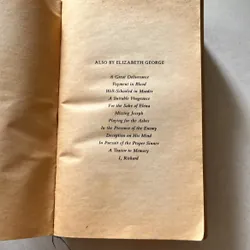 ALSO BY ELIZABETH GEORGE
A Great Deliverance
Payment in Blood
Well-Schooled in Murder
A Suitable Vengeance
For the Sake of Elena
Missing Joseph
Playing for the Ashes
In the Presence of the Enemy
Deception on His Mind
In Pursuit of the Proper Sinner
A Traitor to Memory
I, Richard